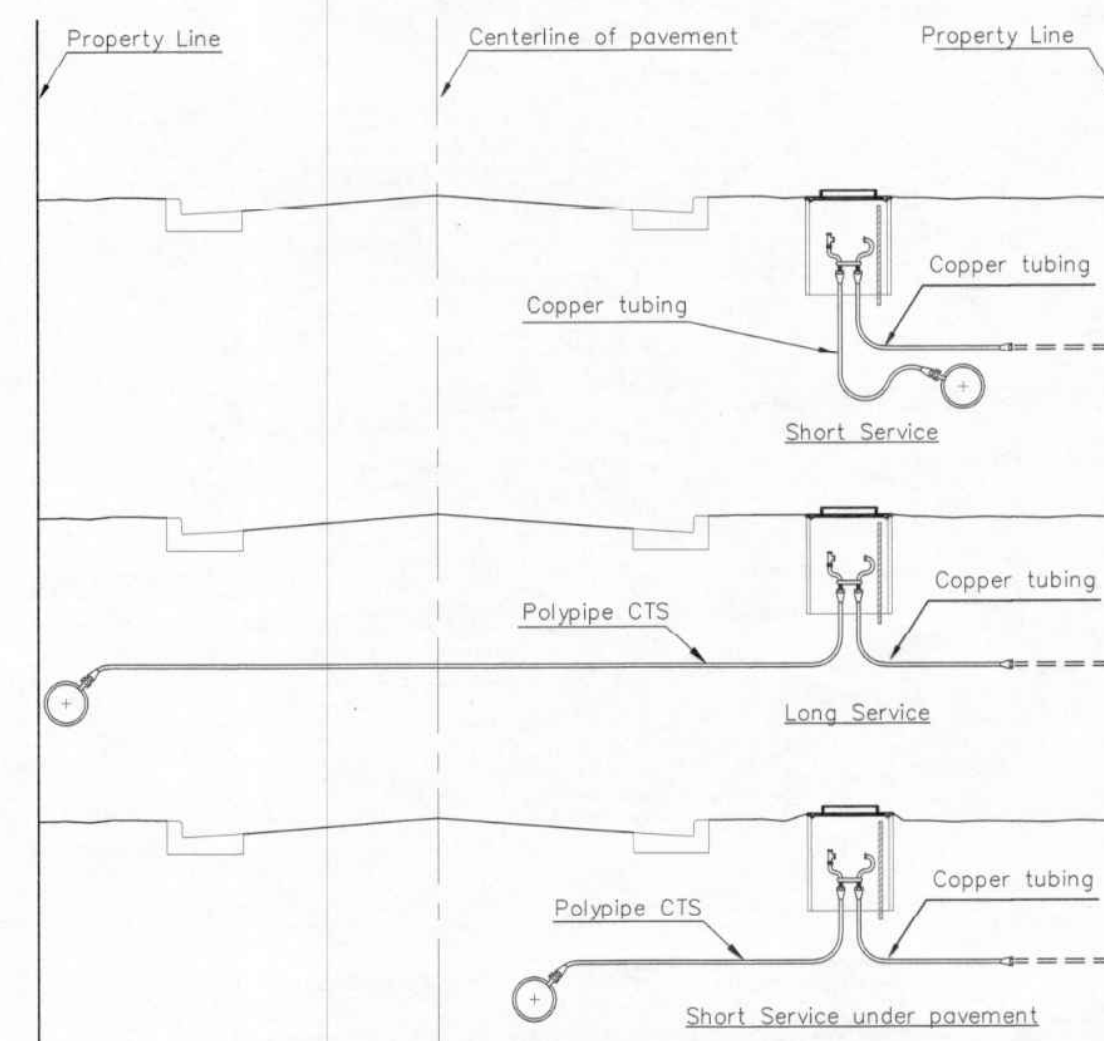 Property Line
Centerline of pavement
Property Line
Copper tubing
Copper tubing
Short Service
Copper tubing
Polypipe CTS
Long Service
Copper tubing
Polypipe CTS
Short Service under pavement